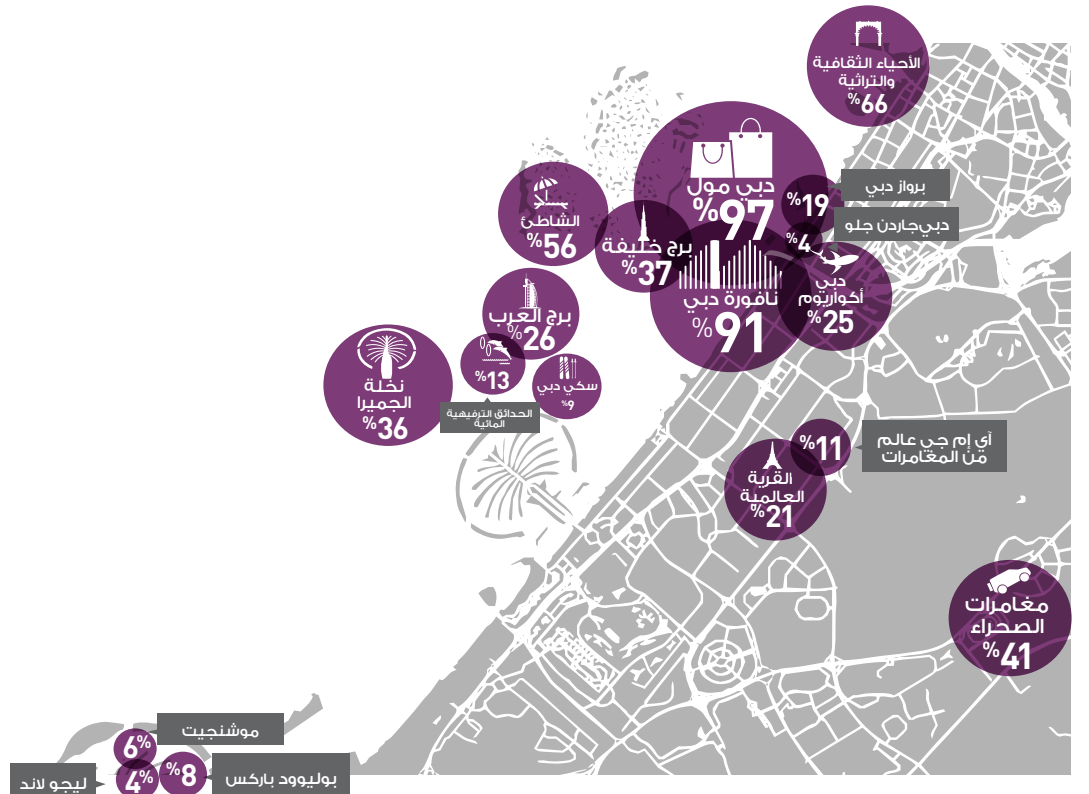 الأحياء الثقافية
والتراثية
%66
دبي مول
%97
برواز دبي
%19
دبي جاردن جلو
%4
الشاطئ
%56
برج خليفة
%37
نافورة دبي
%91
دبي
أكواريوم
%25
برج العرب
%26
نخلة
الجميرا
%36
%13
الحدائق الترفيهية
المائية
سكي دبي
%9
%11
آي إم جي عالم
من المغامرات
القرية
العالمية
%21
مغامرات
الصحراء
%41
موشنجيت
6%
بوليوود باركس
%8
ليجو لاند
4%